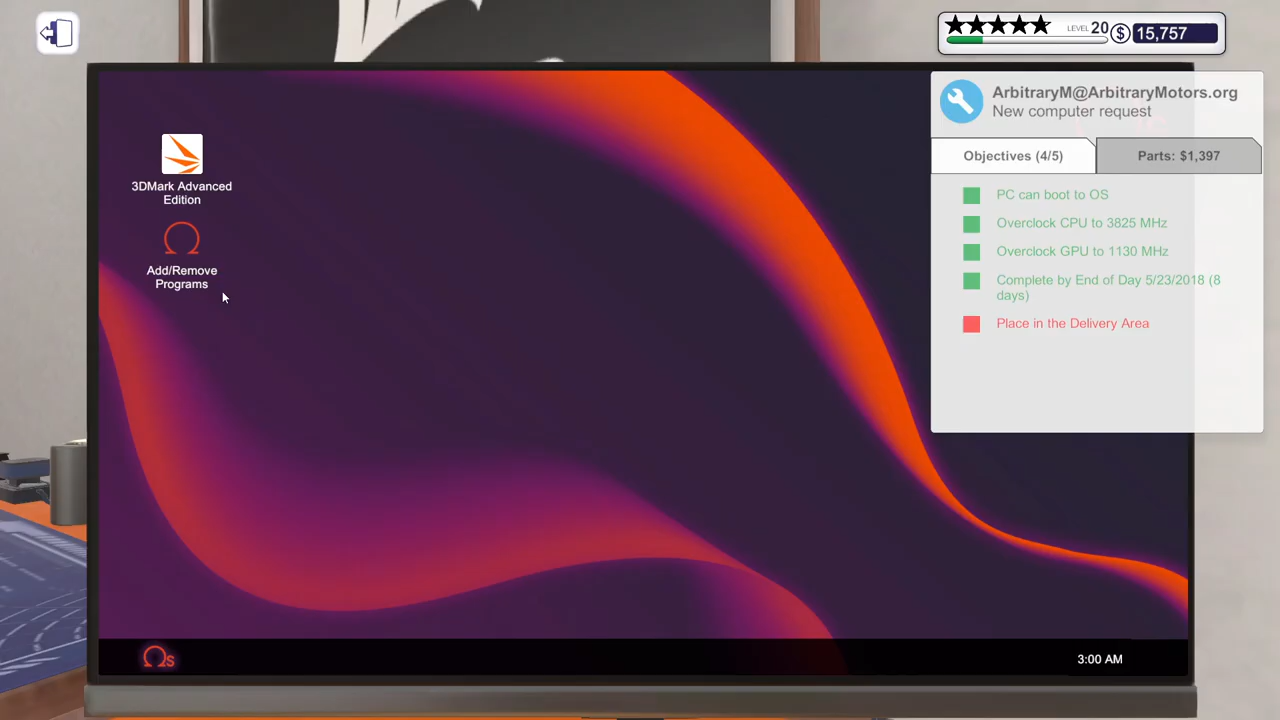 LEVEL 20
$ 15,757
ArbitraryM@ArbitraryMotors.org
New computer request
Objectives (4/5)
Parts: $1,397
PC can boot to OS
Overclock CPU to 3825 MHz
Overclock GPU to 1130 MHz
Complete by End of Day 5/23/2018 (8
days)
Place in the Delivery Area
3DMark Advanced
Edition
Add/Remove
Programs
Ωs
3:00 AM